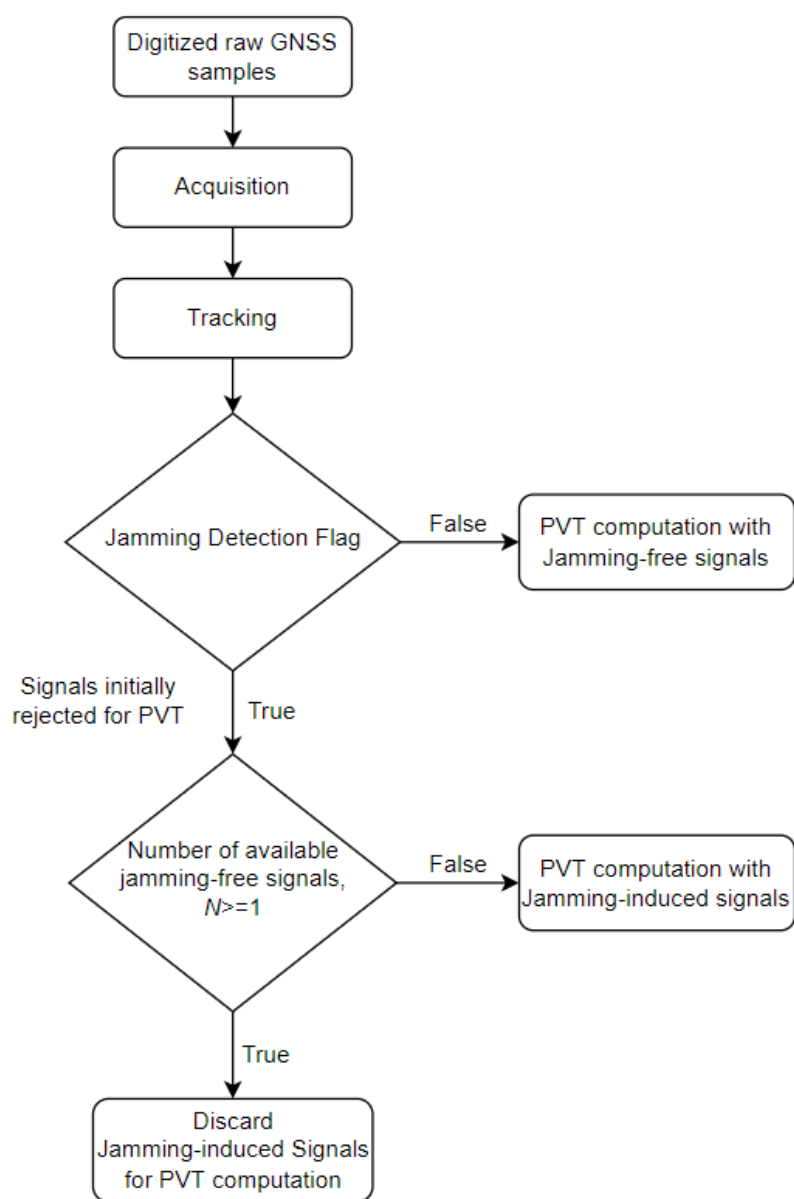 Digitized raw GNSS
samples
Acquisition
Tracking
Jamming Detection Flag
False
PVT computation with
Jamming-free signals
Signals initially
rejected for PVT
True
Number of available
jamming-free signals,
N>=1
False
PVT computation with
Jamming-induced signals
True
Discard
Jamming-induced Signals
for PVT computation